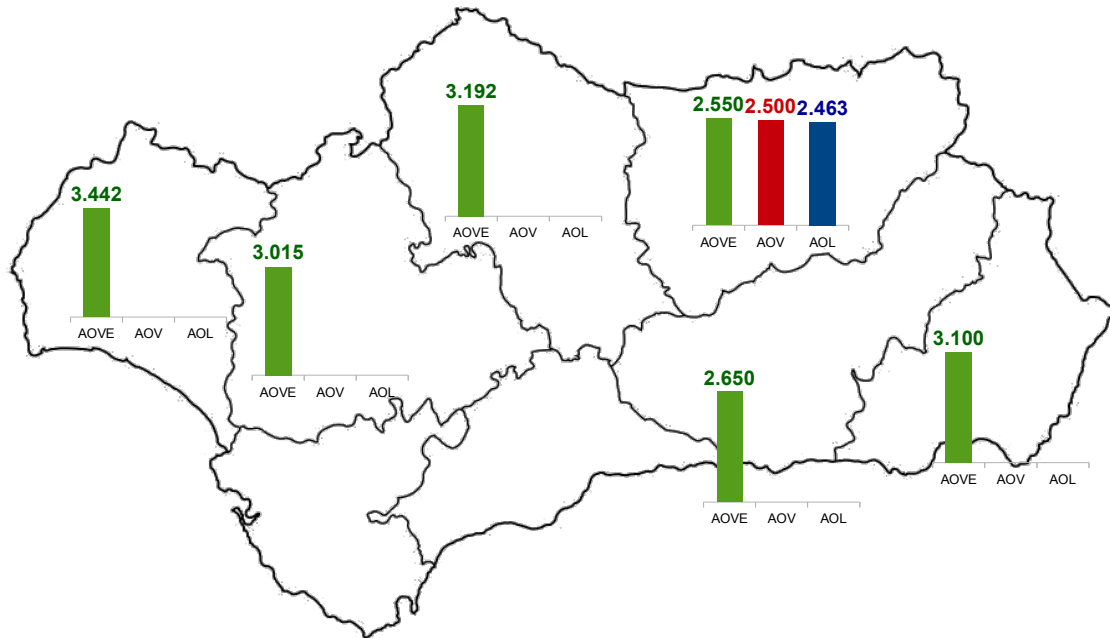 3.192
AOVE AOV AOL
2.550 2.500 2.463
AOVE AOV AOL
3.442
AOVE AOV AOL
3.015
AOVE AOV AOL
3.100
AOVE AOV AOL
2.650
AOVE AOV AOL